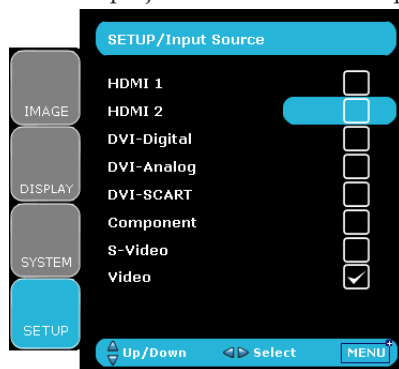 SETUP/Input Source
HDMI 1
HDMI 2
DVI-Digital
DVI-Analog
DVI-SCART
Component
S-Video
Video
IMAGE
DISPLAY
SYSTEM
SETUP
Up/Down Select MENU